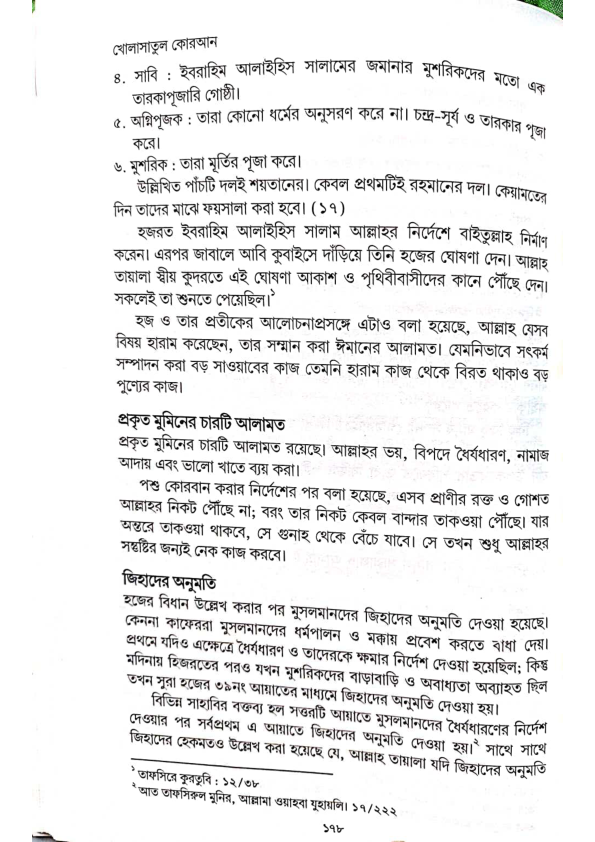 খোলাসাতুল কোরআন
৪. সাবি : ইবরাহিম আলাইহিস সালামের জমানার মুশরিকদের মতো এক
তারকাপূজারি গোষ্ঠী।
৫. অগ্নিপূজক : তারা কোনো ধর্মের অনুসরণ করে না। চন্দ্র-সূর্য ও তারকার পূজা
করে।
৬. মুশরিক : তারা মূর্তির পূজা করে।
উল্লিখিত পাঁচটি দলই শয়তানের। কেবল প্রথমটিই রহমানের দল। কেয়ামতের
দিন তাদের মাঝে ফয়সালা করা হবে। (১৭)
হজরত ইবরাহিম আলাইহিস সালাম আল্লাহর নির্দেশে বাইতুল্লাহ নির্মাণ
করেন। এরপর জাবালে আবি কুবাইসে দাঁড়িয়ে তিনি হজের ঘোষণা দেন। আল্লাহ
তায়ালা স্বীয় কুদরতে এই ঘোষণা আকাশ ও পৃথিবীবাসীদের কানে পৌঁছে দেন।
সকলেই তা শুনতে পেয়েছিল।১
হজ ও তার প্রতীকের আলোচনাপ্রসঙ্গে এটাও বলা হয়েছে, আল্লাহ যেসব
বিষয় হারাম করেছেন, তার সম্মান করা ঈমানের আলামত। যেমনিভাবে সৎকর্ম
সম্পাদন করা বড় সাওয়াবের কাজ তেমনি হারাম কাজ থেকে বিরত থাকাও বড়
পুণ্যের কাজ।
প্রকৃত মুমিনের চারটি আলামত
প্রকৃত মুমিনের চারটি আলামত রয়েছে। আল্লাহর ভয়, বিপদে ধৈর্যধারণ, নামাজ
আদায় এবং ভালো খাতে ব্যয় করা।
পশু কোরবান করার নির্দেশের পর বলা হয়েছে, এসব প্রাণীর রক্ত ও গোশত
আল্লাহর নিকট পৌঁছে না; বরং তার নিকট কেবল বান্দার তাকওয়া পৌঁছে। যার
অন্তরে তাকওয়া থাকবে, সে গুনাহ থেকে বেঁচে যাবে। সে তখন শুধু আল্লাহর
সন্তুষ্টির জন্যই নেক কাজ করবে।
জিহাদের অনুমতি
হজের বিধান উল্লেখ করার পর মুসলমানদের জিহাদের অনুমতি দেওয়া হয়েছে।
কেননা কাফেররা মুসলমানদের ধর্মপালন ও মক্কায় প্রবেশ করতে বাধা দেয়।
প্রথমে যদিও এক্ষেত্রে ধৈর্যধারণ ও তাদেরকে ক্ষমার নির্দেশ দেওয়া হয়েছিল; কিন্তু
মদিনায় হিজরতের পরও যখন মুশরিকদের বাড়াবাড়ি ও অবাধ্যতা অব্যাহত ছিল
তখন সুরা হজের ৩৯নং আয়াতের মাধ্যমে জিহাদের অনুমতি দেওয়া হয়।
বিভিন্ন সাহাবির বক্তব্য হল সত্তরটি আয়াতে মুসলমানদের ধৈর্যধারণের নির্দেশ
দেওয়ার পর সর্বপ্রথম এ আয়াতে জিহাদের অনুমতি দেওয়া হয়।২ সাথে সাথে
জিহাদের হেকমতও উল্লেখ করা হয়েছে যে, আল্লাহ তায়ালা যদি জিহাদের অনুমতি
১ তাফসিরে কুরতুবি : ১২/৩৮
২ আত তাফসিরুল মুনির, আল্লামা ওয়াহবা যুহায়লি। ১৭/২২২
১৭৮